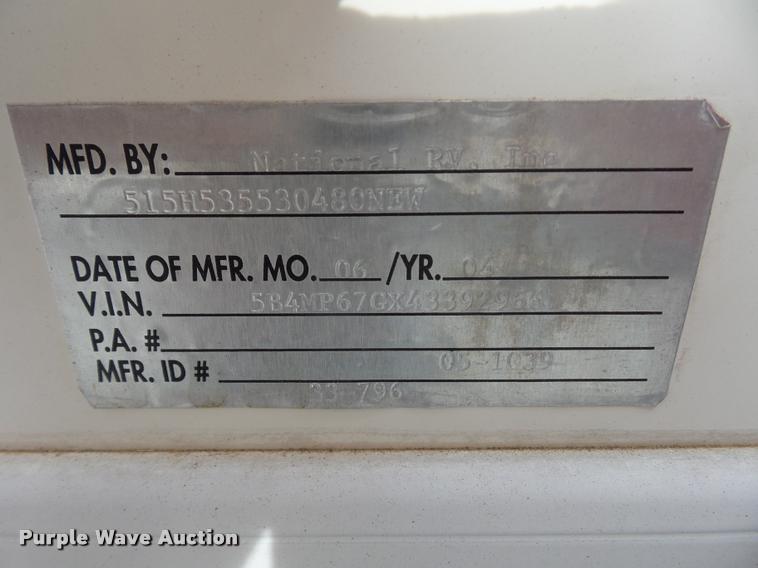 MFD. BY: National RV, Inc
515H535530480NEW
DATE OF MFR. MO. 06 /YR. 04
V.I.N.
P.A. # 05-1039
MFR. ID # 33-796
Purple Wave Auction®